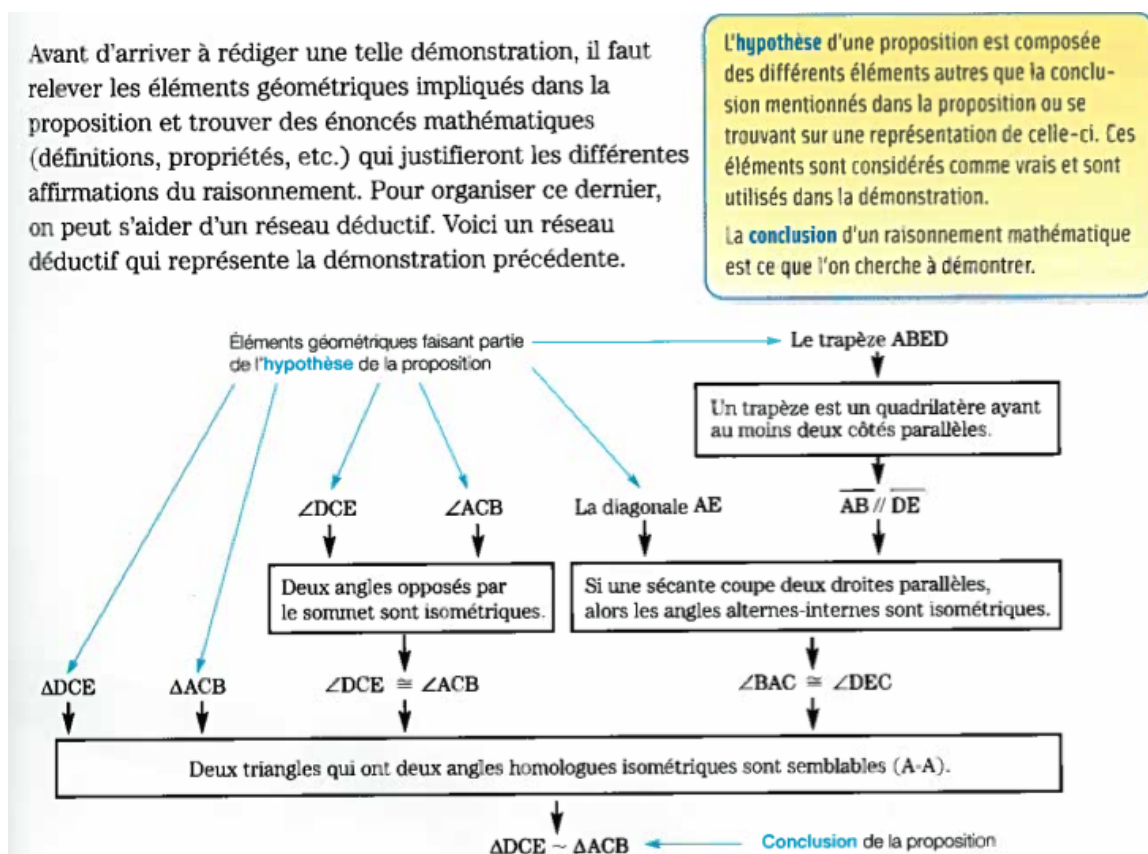 Avant d'arriver à rédiger une telle démonstration, il faut
relever les éléments géométriques impliqués dans la
proposition et trouver des énoncés mathématiques
(définitions, propriétés, etc.) qui justifieront les différentes
affirmations du raisonnement. Pour organiser ce dernier,
on peut s'aider d'un réseau déductif. Voici un réseau
déductif qui représente la démonstration précédente.
L'hypothèse d'une proposition est composée
des différents éléments autres que la conclu-
sion mentionnés dans la proposition ou se
trouvant sur une représentation de celle-ci. Ces
éléments sont considérés comme vrais et sont
utilisés dans la démonstration.
La conclusion d'un raisonnement mathématique
est ce que l'on cherche à démontrer.
Éléments géométriques faisant partie
de l'hypothèse de la proposition
Le trapèze ABED
Un trapèze est un quadrilatère ayant
au moins deux côtés parallèles.
∠DCE
∠ACB
La diagonale AE
A̅B̅ // D̅E̅
Deux angles opposés par
le sommet sont isométriques.
Si une sécante coupe deux droites parallèles,
alors les angles alternes-internes sont isométriques.
ΔDCE
ΔACB
∠DCE ≅ ∠ACB
∠BAC ≅ ∠DEC
Deux triangles qui ont deux angles homologues isométriques sont semblables (A-A).
ΔDCE ~ ΔACB
Conclusion de la proposition